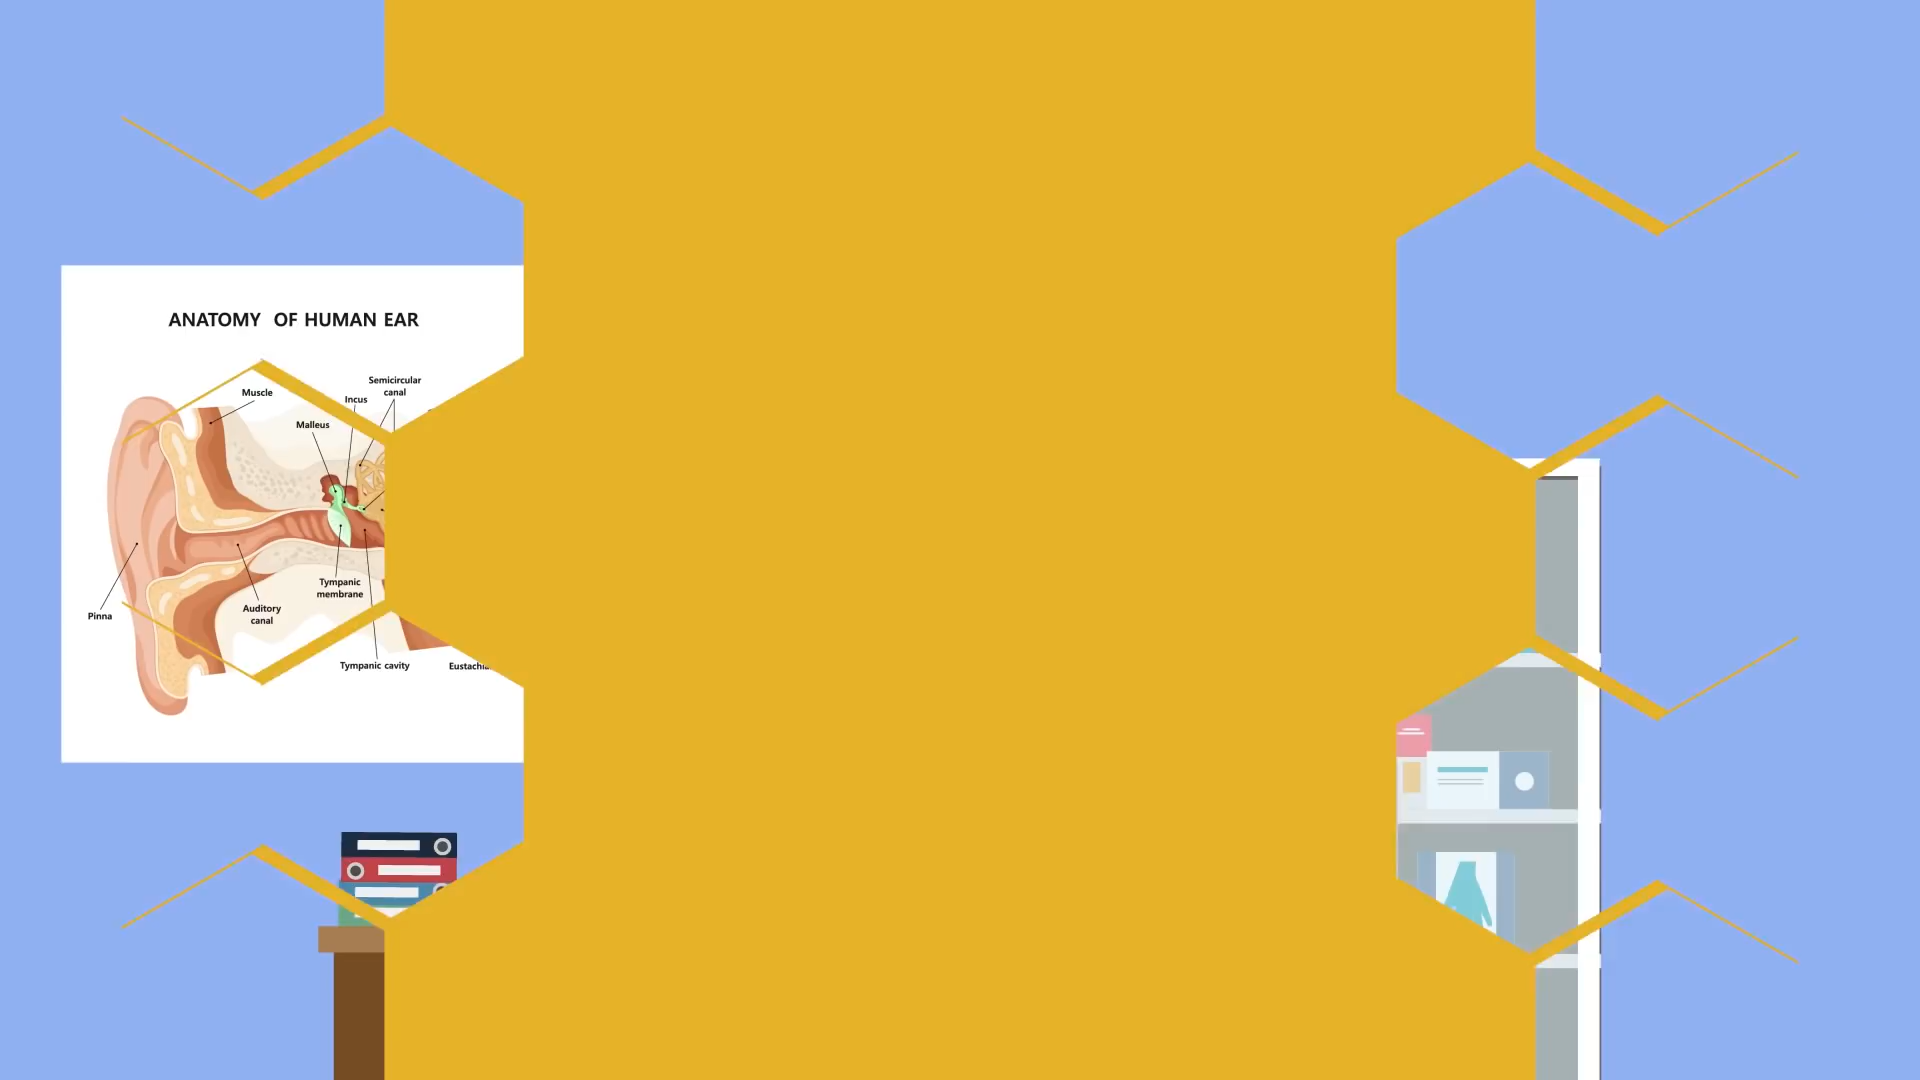 ANATOMY OF HUMAN EAR
Semicircular
canal
Muscle
Incus
Malleus
Tympanic
membrane
Auditory
canal
Pinna
Tympanic cavity